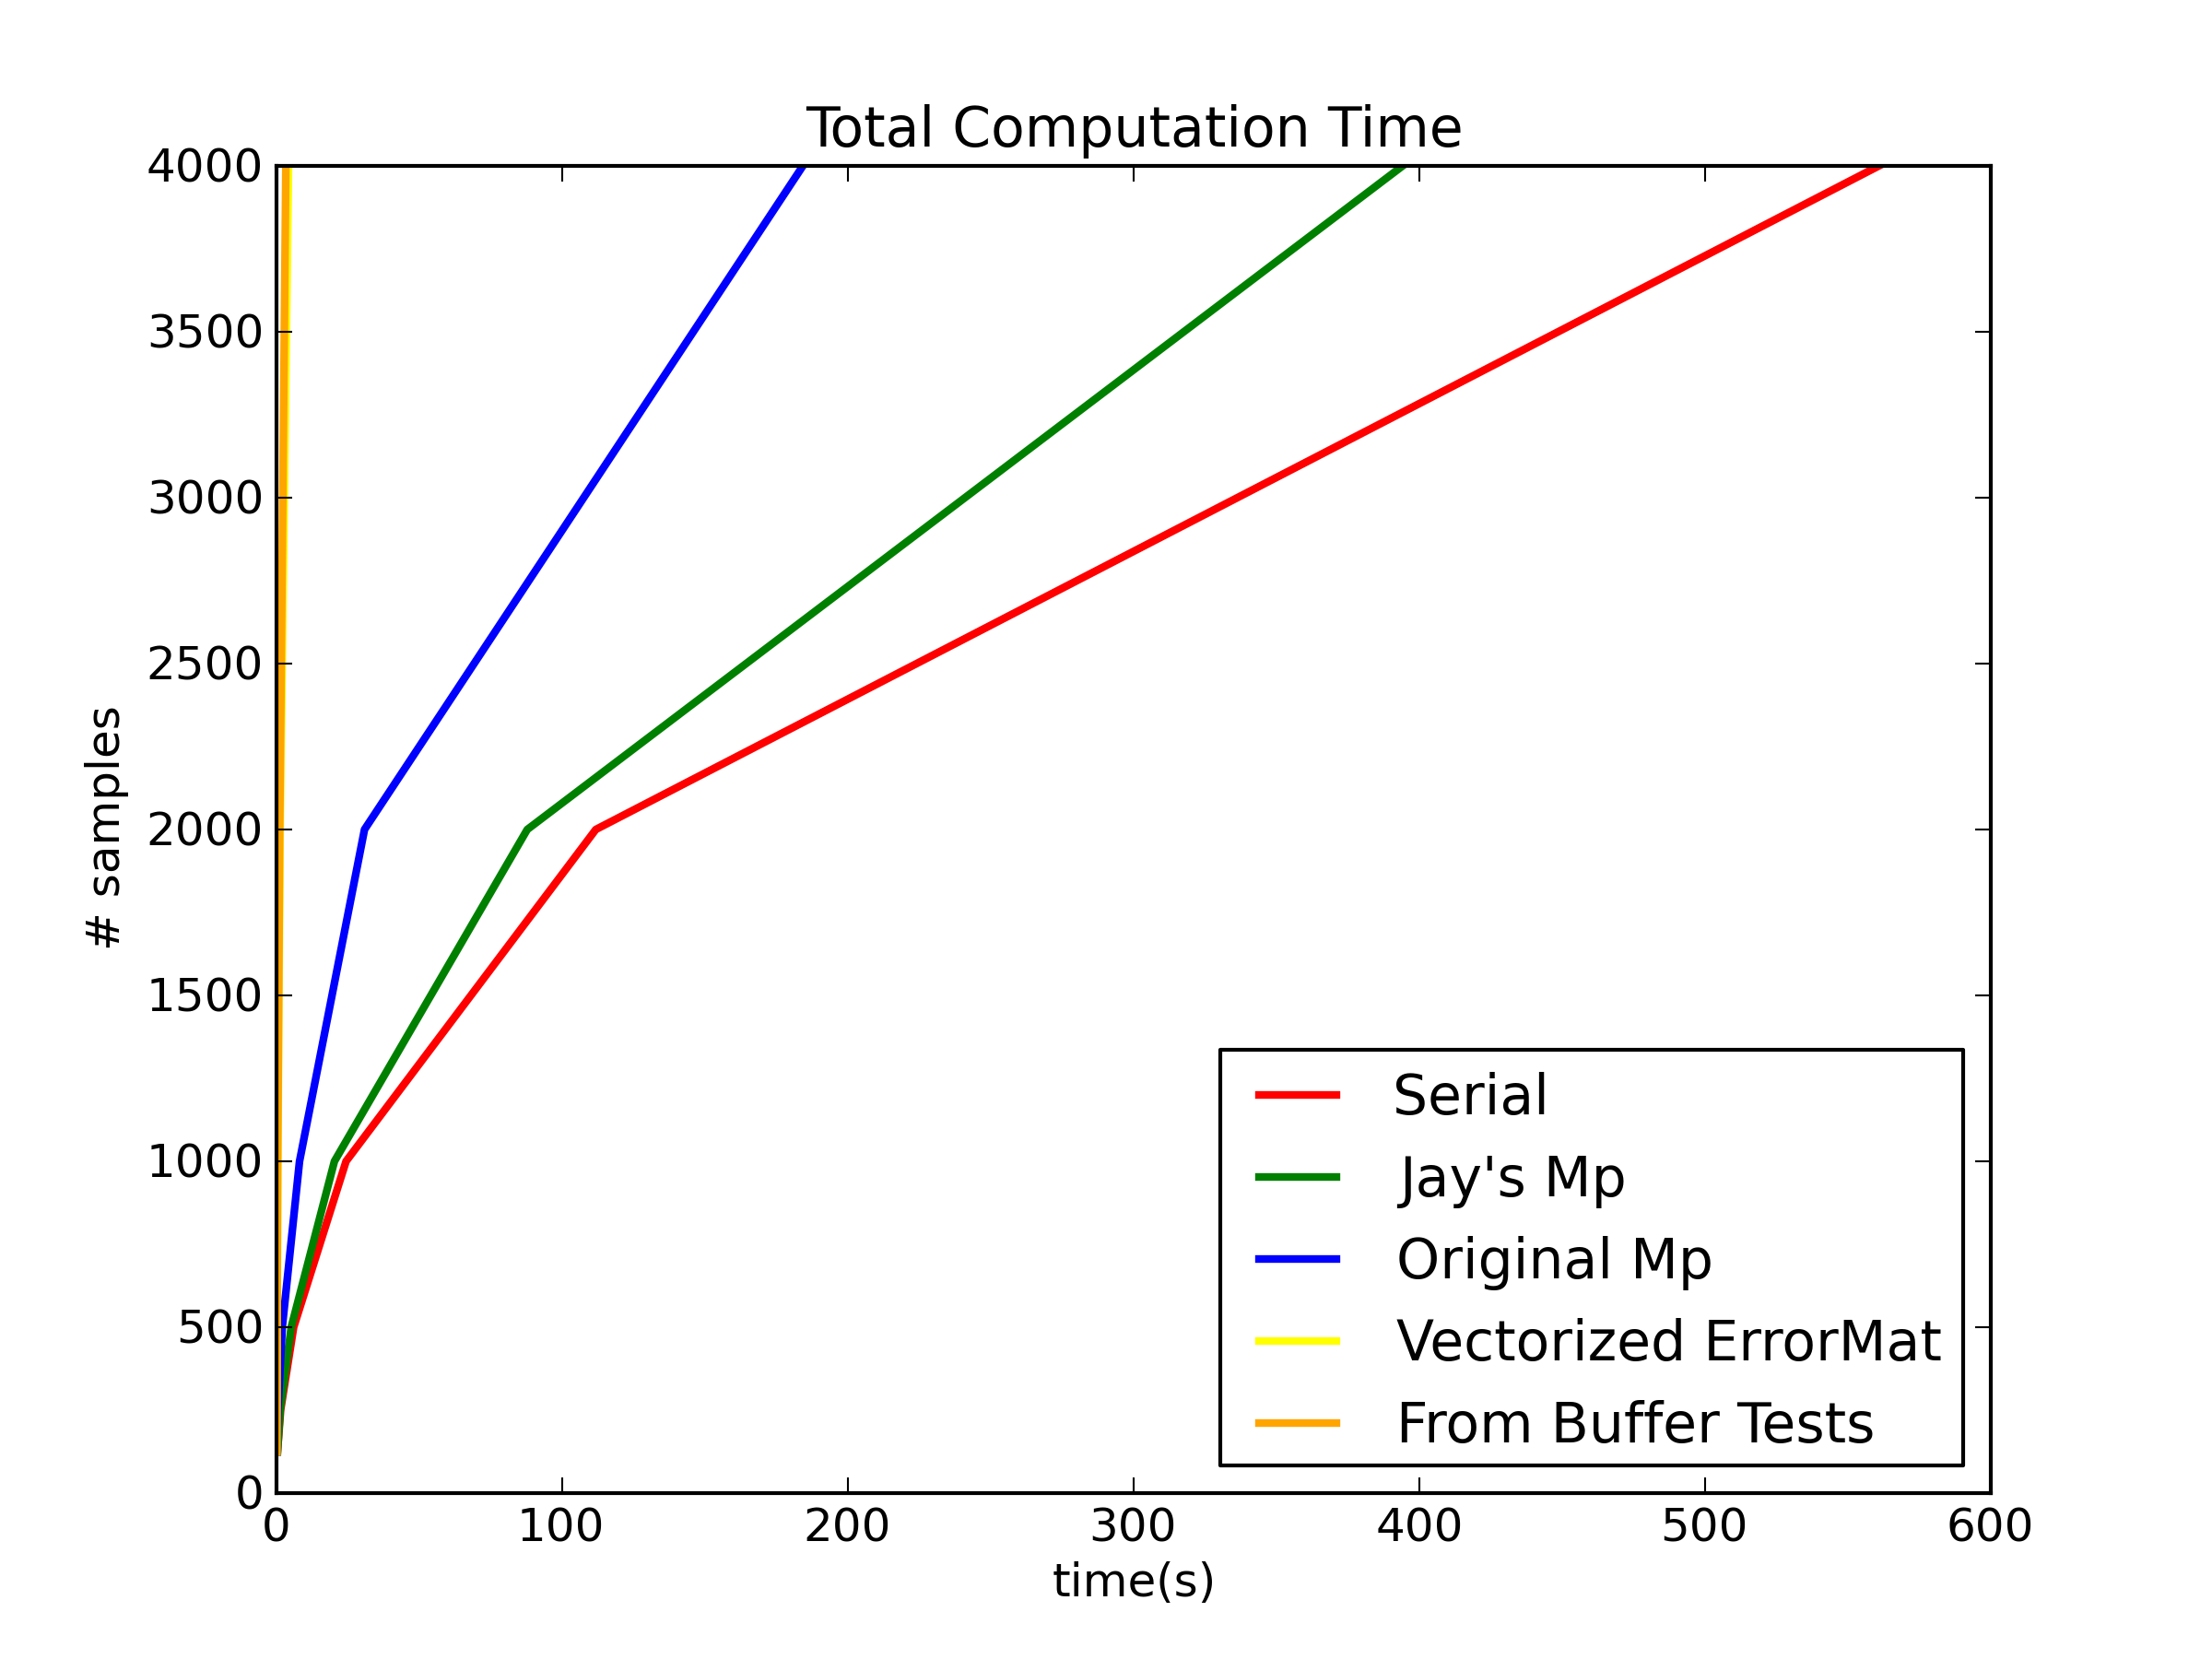 Total Computation Time
4000
3500
3000
2500
2000
1500
1000
500
0
# samples
0 100 200 300 400 500 600
time(s)
Serial
Jay's Mp
Original Mp
Vectorized ErrorMat
From Buffer Tests